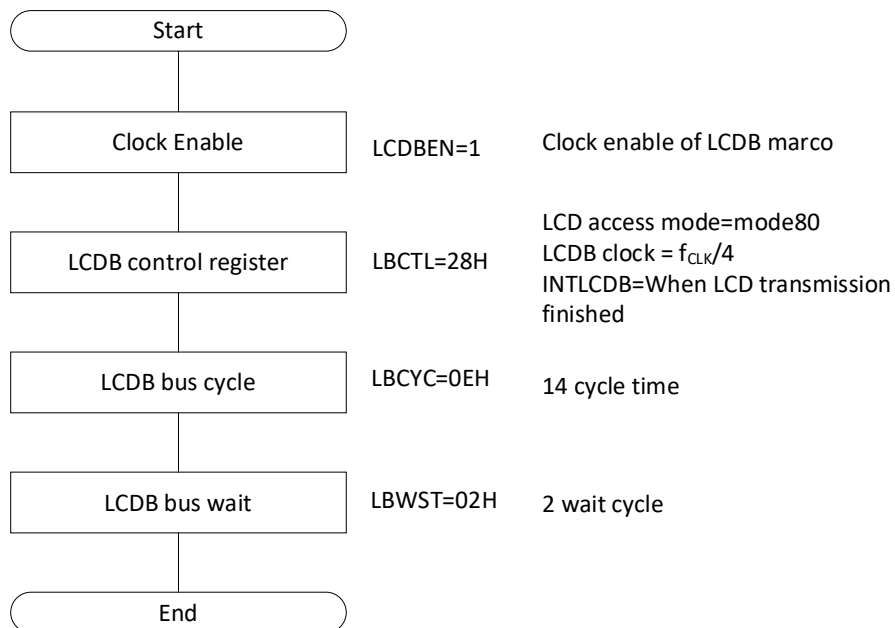 Start
Clock Enable
LCDBEN=1
Clock enable of LCDB marco
LCDB control register
LBCTL=28H
LCD access mode=mode80
LCDB clock = fCLK/4
INTLCDB=When LCD transmission
finished
LCDB bus cycle
LBCYC=0EH
14 cycle time
LCDB bus wait
LBWST=02H
2 wait cycle
End